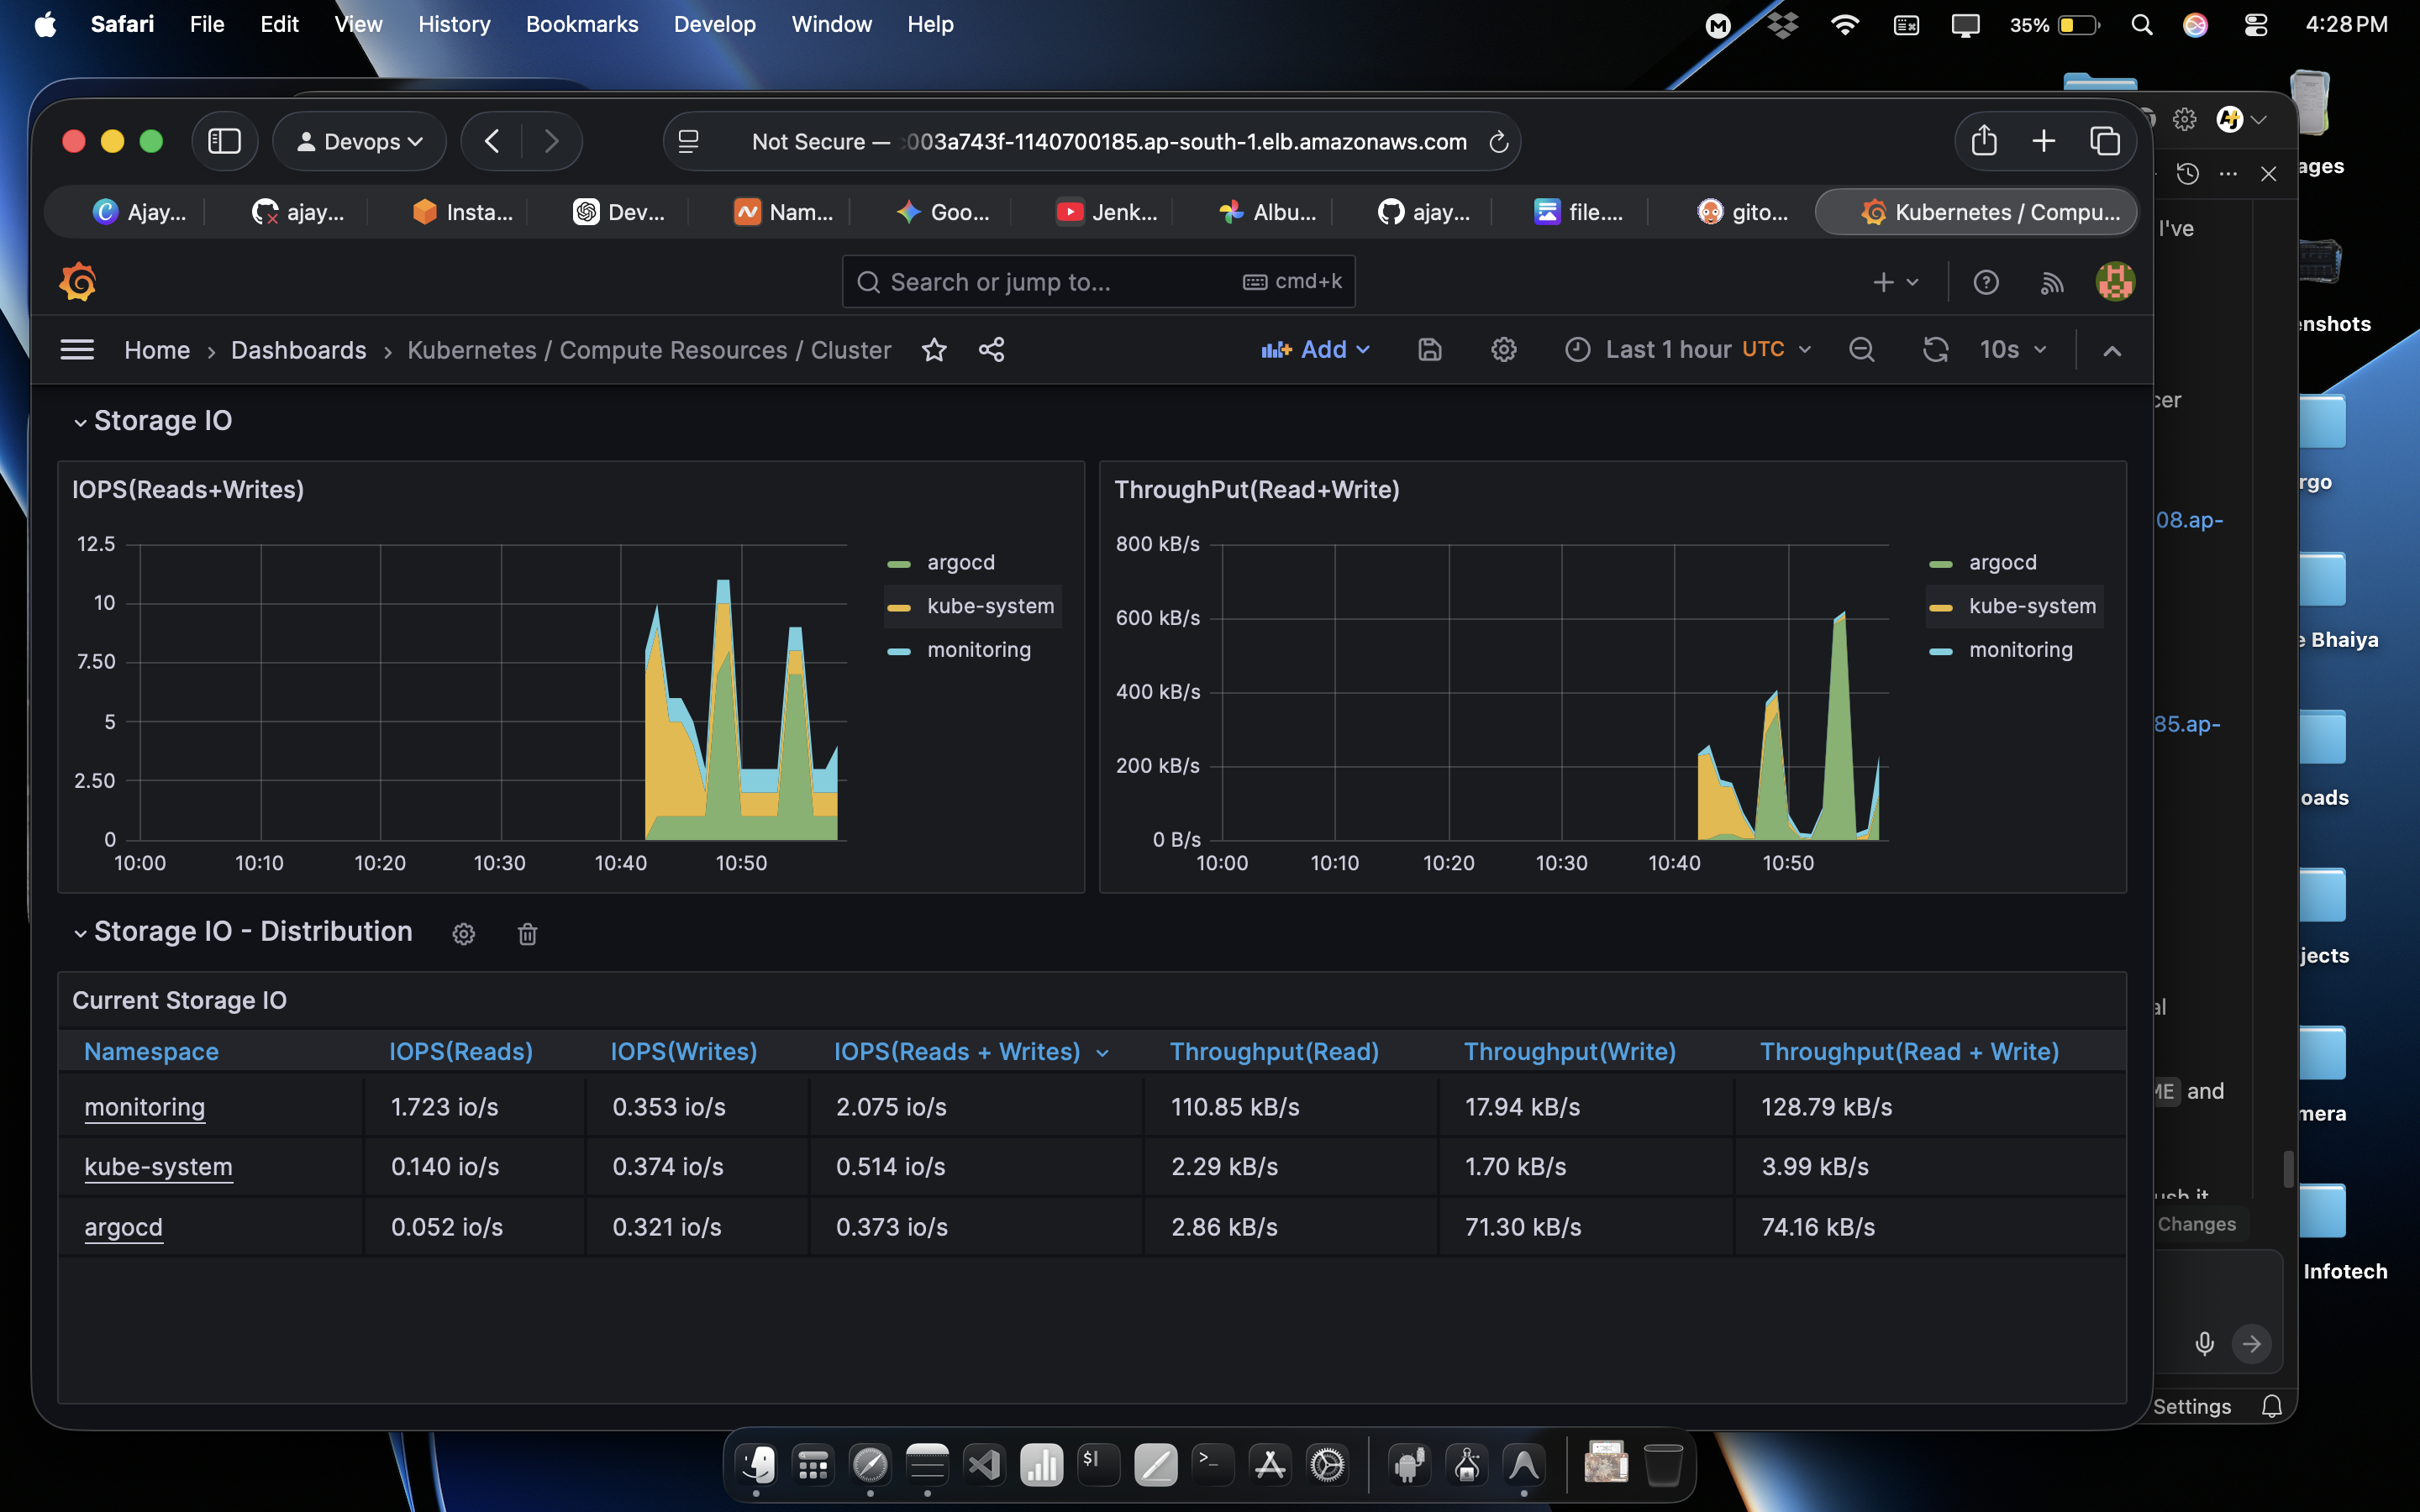 Safari File Edit View History Bookmarks Develop Window Help 35% 4:28 PM
Devops Not Secure — c003a743f-1140700185.ap-south-1.elb.amazonaws.com
Ajay... ajay... Insta... Dev... Nam... Goo... Jenk... Albu... ajay... file.... gito... Kubernetes / Compu...
Search or jump to... cmd+k
Home › Dashboards › Kubernetes / Compute Resources / Cluster Add Last 1 hour UTC 10s
Storage IO
IOPS(Reads+Writes)
12.5
10
7.50
5
2.50
0
10:00 10:10 10:20 10:30 10:40 10:50
argocd
kube-system
monitoring
ThroughPut(Read+Write)
800 kB/s
600 kB/s
400 kB/s
200 kB/s
0 B/s
10:00 10:10 10:20 10:30 10:40 10:50
argocd
kube-system
monitoring
Storage IO - Distribution
Current Storage IO
Namespace IOPS(Reads) IOPS(Writes) IOPS(Reads + Writes) Throughput(Read) Throughput(Write) Throughput(Read + Write)
monitoring 1.723 io/s 0.353 io/s 2.075 io/s 110.85 kB/s 17.94 kB/s 128.79 kB/s
kube-system 0.140 io/s 0.374 io/s 0.514 io/s 2.29 kB/s 1.70 kB/s 3.99 kB/s
argocd 0.052 io/s 0.321 io/s 0.373 io/s 2.86 kB/s 71.30 kB/s 74.16 kB/s
I've
cer
08.ap-
85.ap-
al
ME and
Changes
Settings
ages
enshots
rgo
e Bhaiya
oads
jects
mera
Infotech